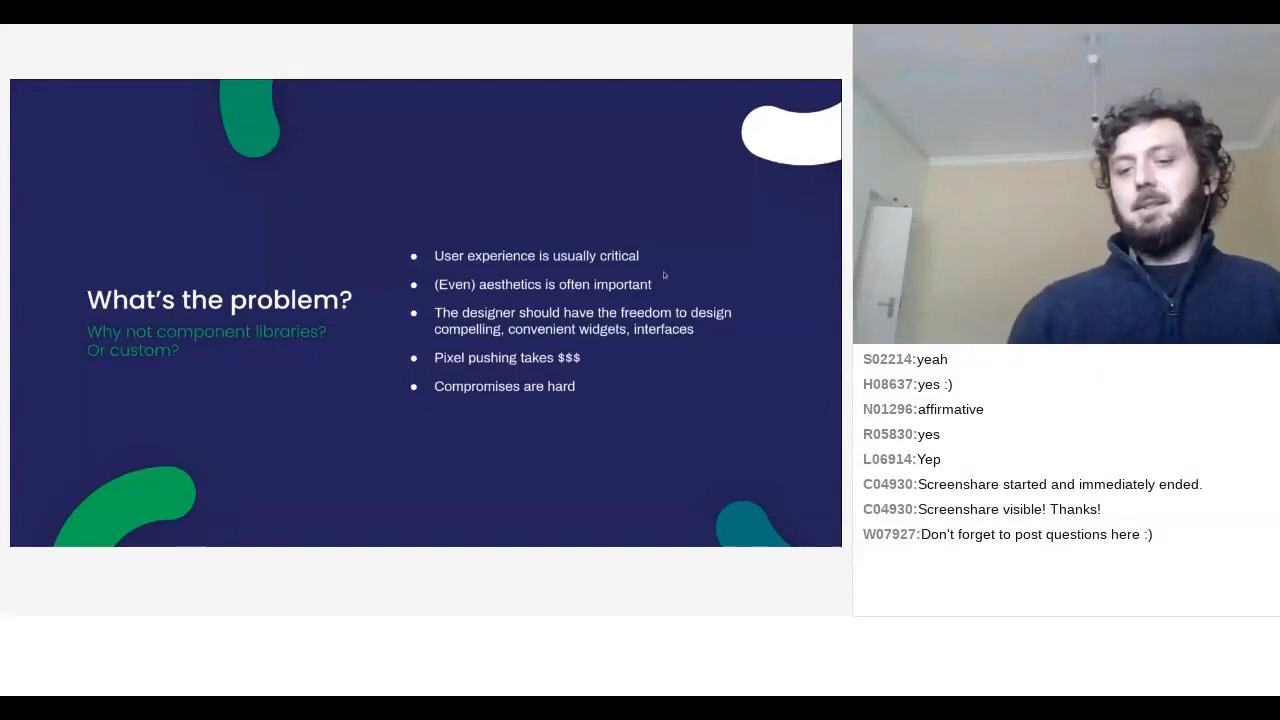 What's the problem?
Why not component libraries?
Or custom?
● User experience is usually critical
● (Even) aesthetics is often important
● The designer should have the freedom to design
compelling, convenient widgets, interfaces
● Pixel pushing takes $$$
● Compromises are hard
S02214:yeah
H08637:yes :)
N01296:affirmative
R05830:yes
L06914:Yep
C04930:Screenshare started and immediately ended.
C04930:Screenshare visible! Thanks!
W07927:Don't forget to post questions here :)